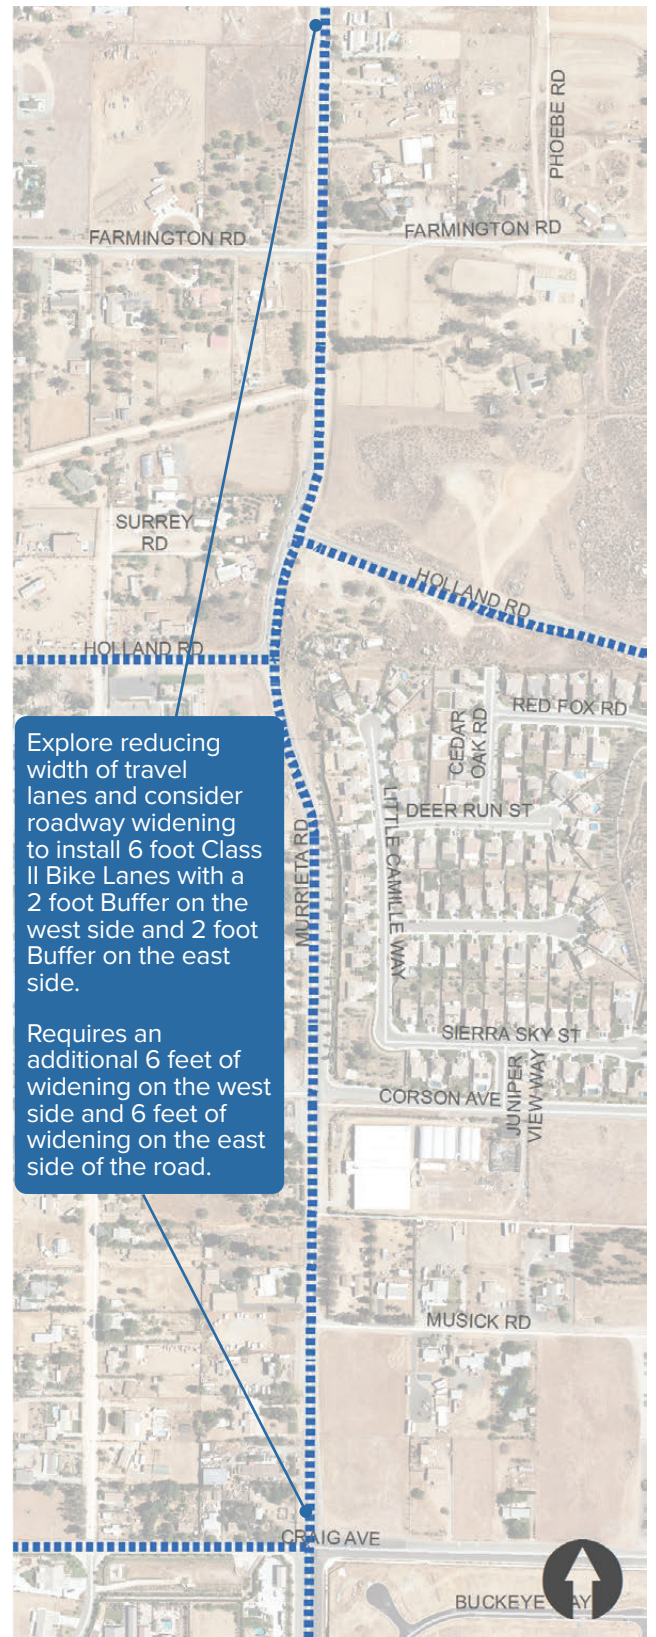 PHOEBE RD
FARMINGTON RD
FARMINGTON RD
SURREY
RD
HOLLAND RD
HOLLAND RD
RED FOX RD
CEDAR
OAK RD
DEER RUN ST
LITTLE CAMILLE WAY
MURRIETA RD
Explore reducing
width of travel
lanes and consider
roadway widening
to install 6 foot Class
II Bike Lanes with a
2 foot Buffer on the
west side and 2 foot
Buffer on the east
side.
Requires an
additional 6 feet of
widening on the west
side and 6 feet of
widening on the east
side of the road.
SIERRA SKY ST
JUNIPER
VIEW WAY
CORSON AVE
MUSICK RD
CRAIG AVE
BUCKEYE